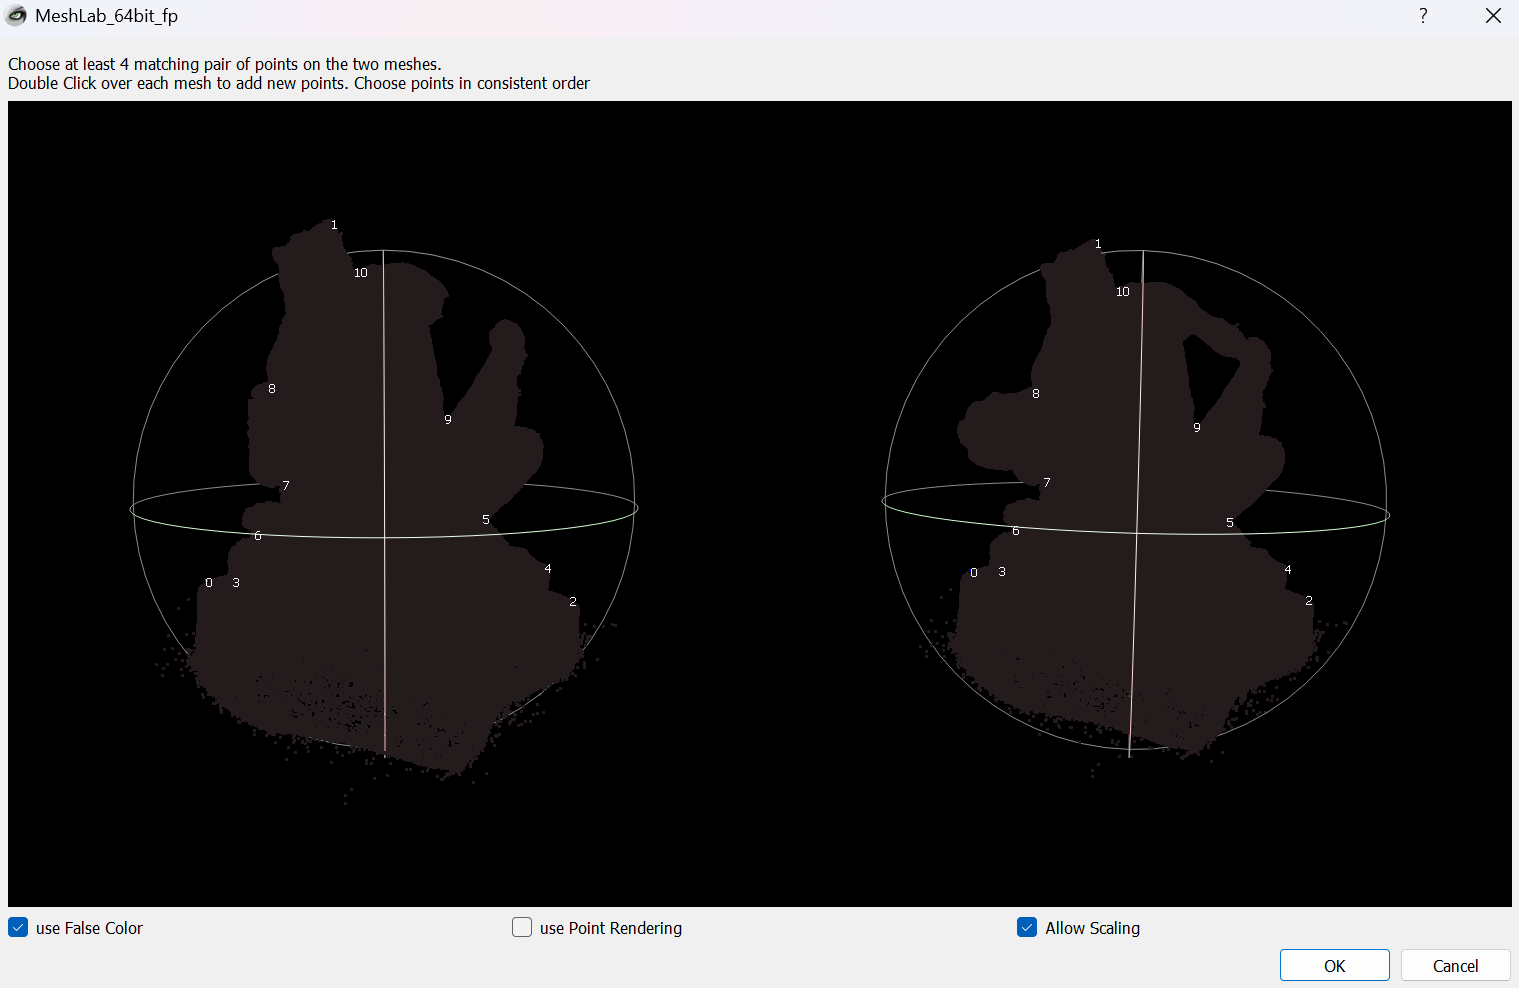 MeshLab_64bit_fp
Choose at least 4 matching pair of points on the two meshes.
Double Click over each mesh to add new points. Choose points in consistent order
1
10
8
9
7
5
6
4
0 3
2
1
10
8
9
7
5
6
4
0 3
2
use False Color
use Point Rendering
Allow Scaling
OK
Cancel